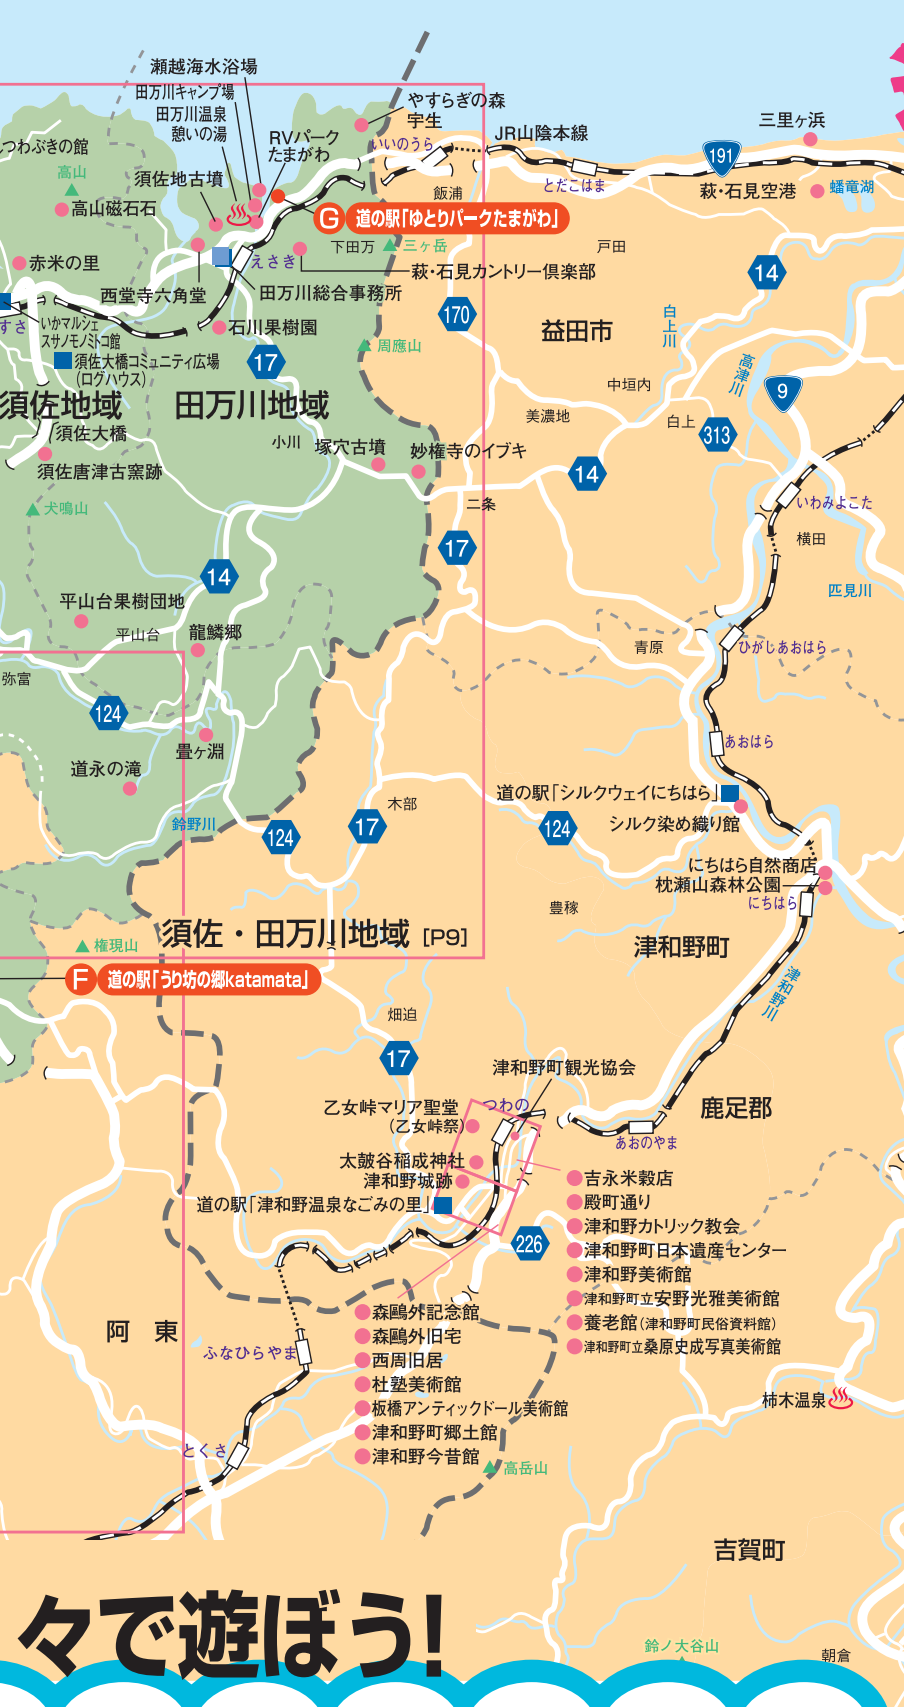 瀬越海水浴場
田万川キャンプ場
田万川温泉
憩いの湯
RVパーク
たまがわ
やすらぎの森
宇生
いいのうら
JR山陰本線
三里ヶ浜
191
つわぶきの館
高山
須佐地古墳
飯浦
とだこはま
萩・石見空港
蟠竜湖
高山磁石石
G 道の駅「ゆとりパークたまがわ」
下田万
三ヶ岳
戸田
赤米の里
えさき
萩・石見カントリー倶楽部
14
西堂寺六角堂
田万川総合事務所
すさ
いかマルシェ
スサノモノミトコ館
石川果樹園
170
白上川
益田市
周應山
須佐大橋コミュニティ広場
(ログハウス)
17
高津川
中垣内
9
須佐地域
田万川地域
美濃地
白上
313
須佐大橋
小川
塚穴古墳
妙権寺のイブキ
須佐唐津古窯跡
14
犬鳴山
二条
いわみよこた
17
横田
14
匹見川
平山台果樹団地
平山台
龍鱗郷
青原
ひがしあおはら
弥富
124
畳ヶ淵
あおはら
道永の滝
道の駅「シルクウェイにちはら」
木部
鈴野川
124
17
124
シルク染め織り館
にちはら自然商店
枕瀬山森林公園
にちはら
豊稼
須佐・田万川地域 [P9]
権現山
津和野町
F 道の駅「うり坊の郷katamata」
津和野川
畑迫
17
津和野町観光協会
乙女峠マリア聖堂
(乙女峠祭)
つわの
鹿足郡
あおのやま
太皷谷稲成神社
津和野城跡
道の駅「津和野温泉なごみの里」
吉永米穀店
殿町通り
津和野カトリック教会
津和野町日本遺産センター
津和野美術館
津和野町立安野光雅美術館
養老館(津和野町民俗資料館)
津和野町立桑原史成写真美術館
226
森鷗外記念館
森鷗外旧宅
西周旧居
杜塾美術館
板橋アンティックドール美術館
津和野町郷土館
津和野今昔館
阿 東
ふなひらやま
とくさ
高岳山
柿木温泉
吉賀町
々で遊ぼう!
鈴ノ大谷山
朝倉